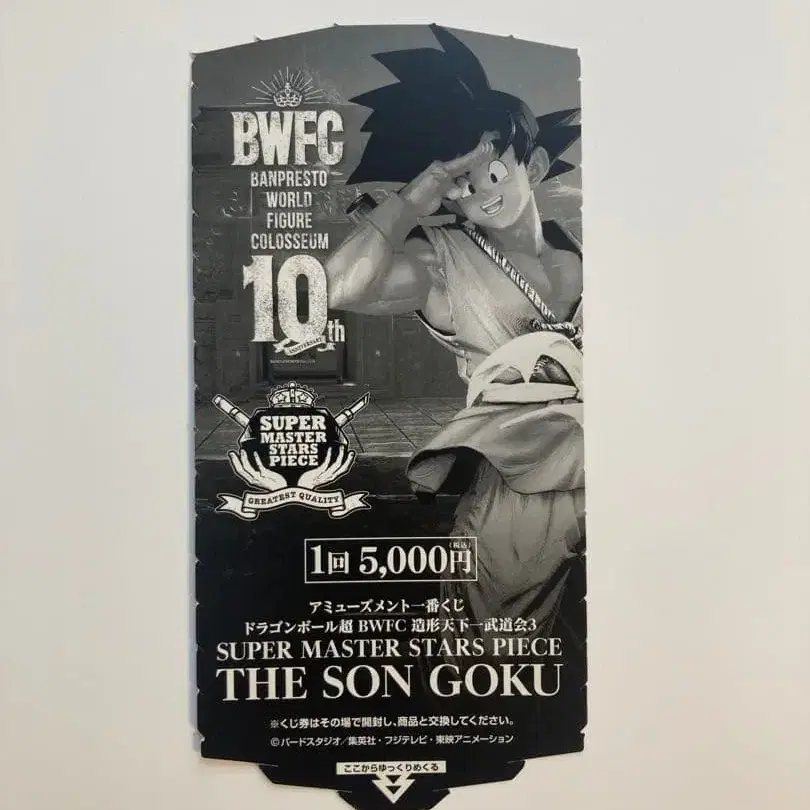 BWFC
BANPRESTO
WORLD
FIGURE
COLOSSEUM
10th
ANNIVERSARY
SUPER
MASTER
STARS
PIECE
GREATEST QUALITY
(税込)
1回 5,000円
アミューズメント一番くじ
ドラゴンボール超 BWFC 造形天下一武道会3
SUPER MASTER STARS PIECE
THE SON GOKU
※くじ券はその場で開封し、商品と交換してください。
©バードスタジオ/集英社・フジテレビ・東映アニメーション
ここからゆっくりめくる